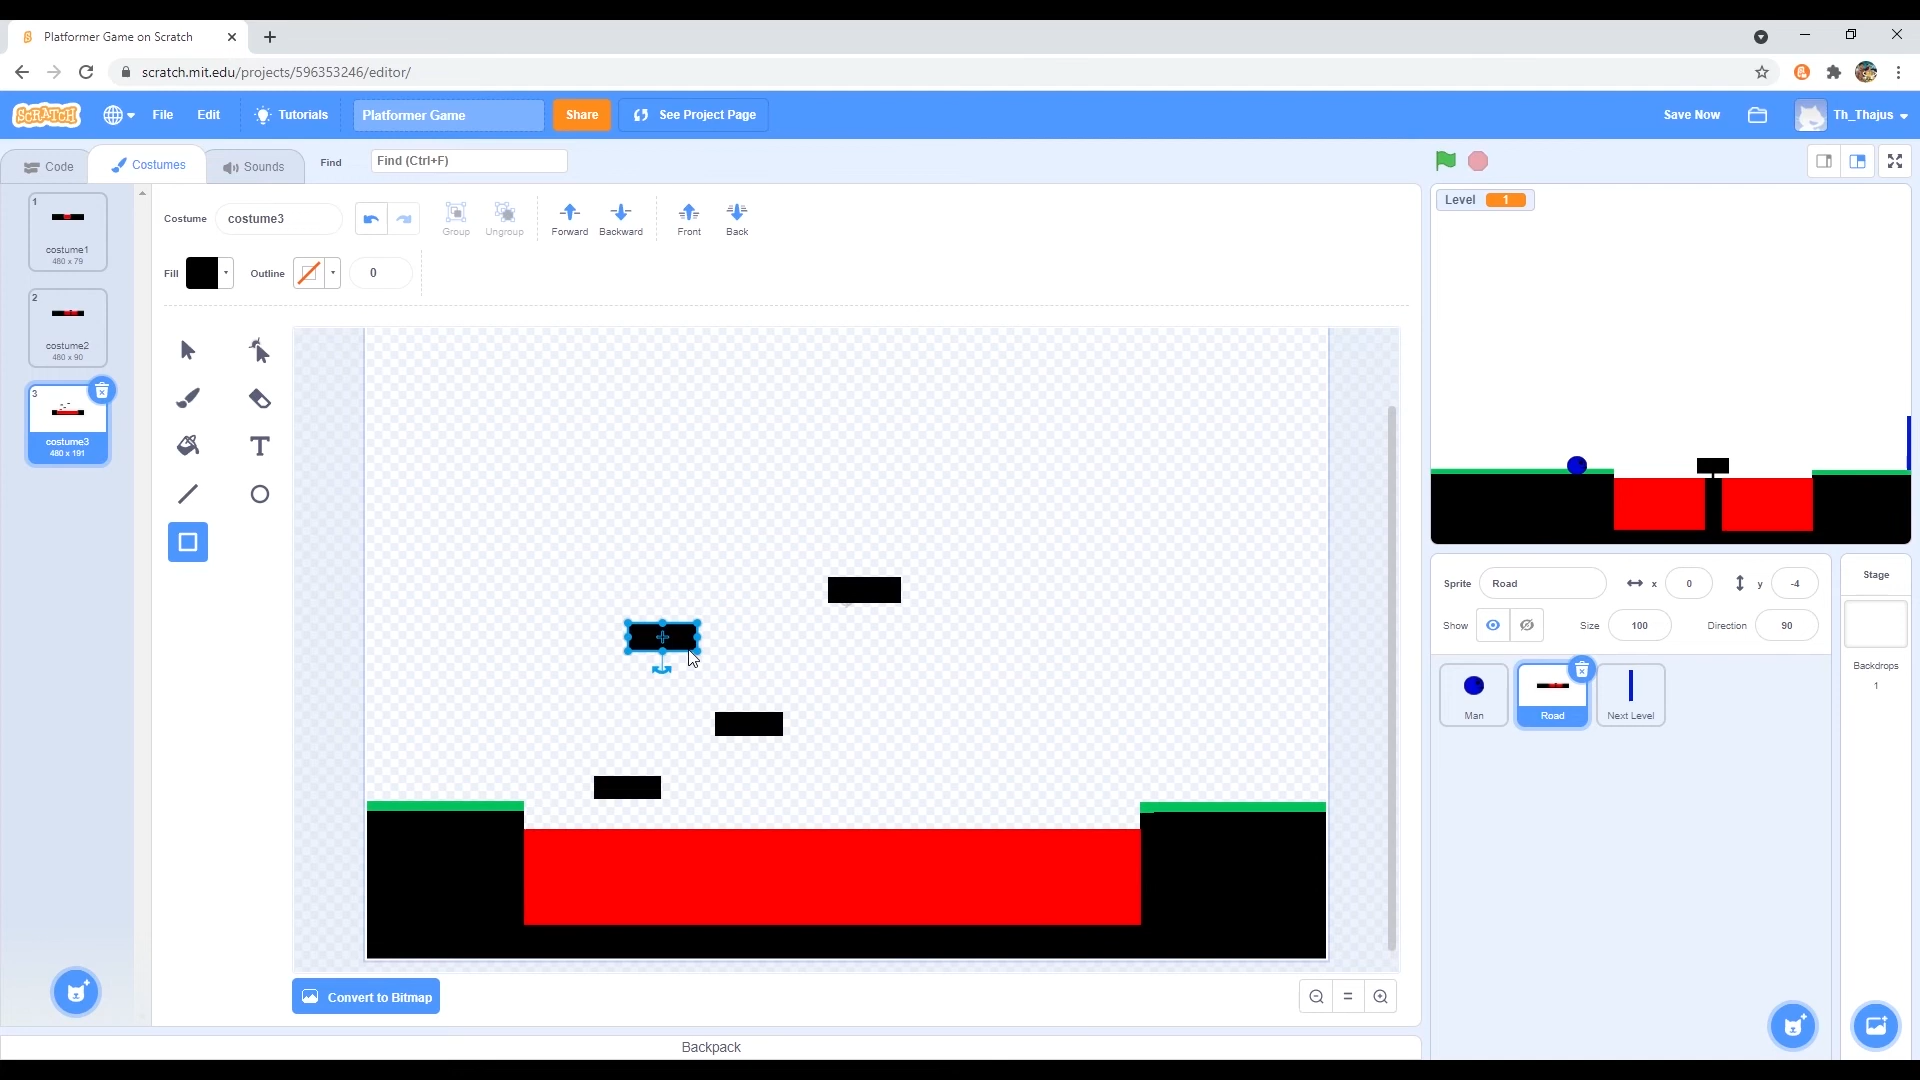 Platformer Game on Scratch
scratch.mit.edu/projects/596353246/editor/
SCRATCH
File
Edit
Tutorials
Platformer Game
Share
See Project Page
Save Now
Th_Thajus
Code
Costumes
Sounds
Find
Find (Ctrl+F)
Costume
costume3
Group
Ungroup
Forward
Backward
Front
Back
Fill
Outline
0
1
costume1
480 x 79
2
costume2
480 x 90
3
costume3
480 x 191
T
Convert to Bitmap
Backpack
Level
1
Sprite
Road
x
0
y
-4
Show
Size
100
Direction
90
Man
Road
Next Level
Stage
Backdrops
1